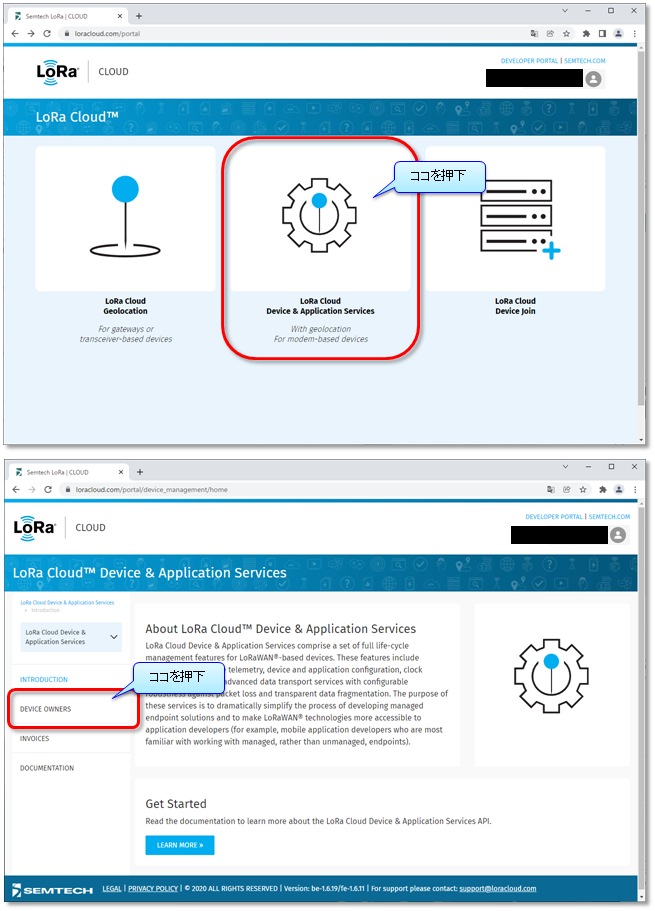 Semtech LoRa | CLOUD
loracloud.com/portal
DEVELOPER PORTAL | SEMTECH.COM
LoRa®
CLOUD
LoRa Cloud™
ココを押下
LoRa Cloud
Geolocation
For gateways or
transceiver-based devices
LoRa Cloud
Device & Application Services
With geolocation
For modem-based devices
LoRa Cloud
Device Join
Semtech LoRa | CLOUD
loracloud.com/portal/device_management/home
DEVELOPER PORTAL | SEMTECH.COM
LoRa®
CLOUD
LoRa Cloud™ Device & Application Services
LoRa Cloud Device & Application Services
» Introduction
LoRa Cloud Device &
Application Services
INTRODUCTION
DEVICE OWNERS
INVOICES
DOCUMENTATION
ココを押下
About LoRa Cloud™ Device & Application Services
LoRa Cloud Device & Application Services comprise a set of full life-cycle
management features for LoRaWAN®-based devices. These features include
telemetry, device and application configuration, clock
advanced data transport services with configurable
robustness against packet loss and transparent data fragmentation. The purpose of
these services is to dramatically simplify the process of developing managed
endpoint solutions and to make LoRaWAN® technologies more accessible to
application developers (for example, mobile application developers who are most
familiar with working with managed, rather than unmanaged, endpoints).
Get Started
Read the documentation to learn more about the LoRa Cloud Device & Application Services API.
LEARN MORE »
SEMTECH
LEGAL | PRIVACY POLICY | © 2020 ALL RIGHTS RESERVED | Version: be-1.6.19/fe-1.6.11 | For support please contact: support@loracloud.com